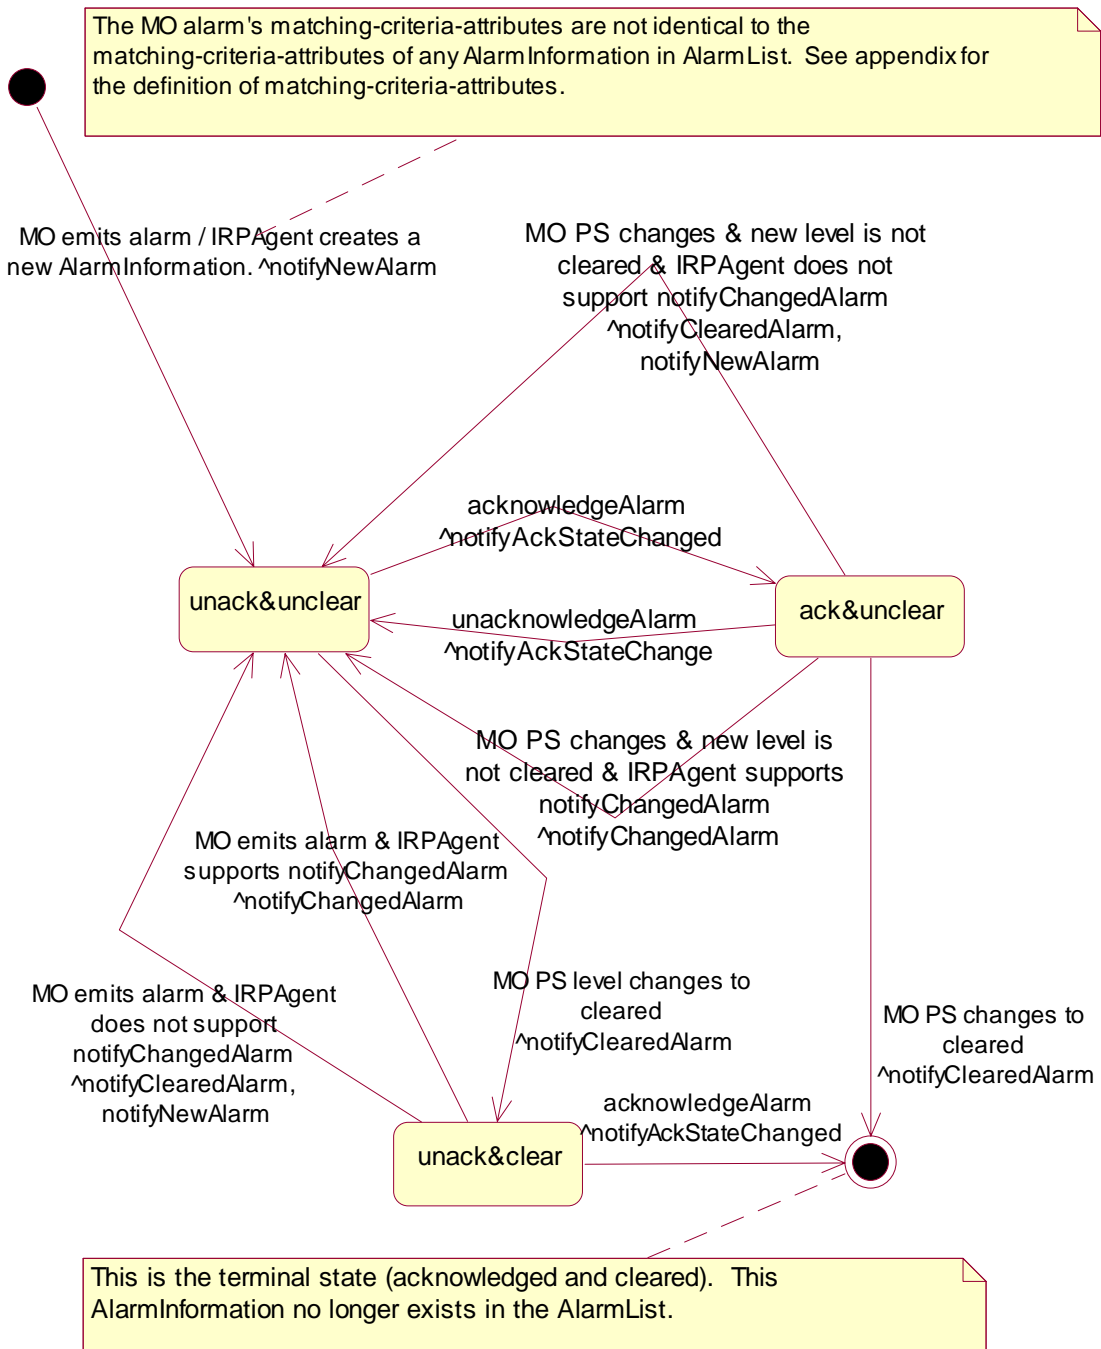 The MO alarm's matching-criteria-attributes are not identical to the
matching-criteria-attributes of any AlarmInformation in AlarmList.  See appendix for
the definition of matching-criteria-attributes.
MO emits alarm / IRPAgent creates a
new AlarmInformation. ^notifyNewAlarm
MO PS changes & new level is not
cleared & IRPAgent does not
support notifyChangedAlarm
^notifyClearedAlarm,
notifyNewAlarm
acknowledgeAlarm
^notifyAckStateChanged
unack&unclear
ack&unclear
unacknowledgeAlarm
^notifyAckStateChange
MO PS changes & new level is
not cleared & IRPAgent supports
notifyChangedAlarm
^notifyChangedAlarm
MO emits alarm & IRPAgent
supports notifyChangedAlarm
^notifyChangedAlarm
MO emits alarm & IRPAgent
does not support
notifyChangedAlarm
^notifyClearedAlarm,
notifyNewAlarm
MO PS level changes to
cleared
^notifyClearedAlarm
MO PS changes to
cleared
^notifyClearedAlarm
acknowledgeAlarm
^notifyAckStateChanged
unack&clear
This is the terminal state (acknowledged and cleared).  This
AlarmInformation no longer exists in the AlarmList.